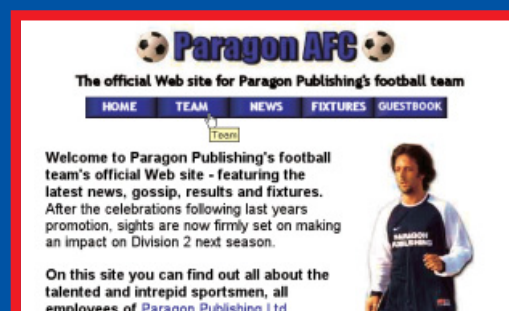 Paragon AFC
The official Web site for Paragon Publishing's football team
HOME TEAM NEWS FIXTURES GUESTBOOK
Team
Welcome to Paragon Publishing's football
team's official Web site - featuring the
latest news, gossip, results and fixtures.
After the celebrations following last years
promotion, sights are now firmly set on making
an impact on Division 2 next season.
On this site you can find out all about the
talented and intrepid sportsmen, all
employees of Paragon Publishing Ltd
PARAGON
PUBLISHING